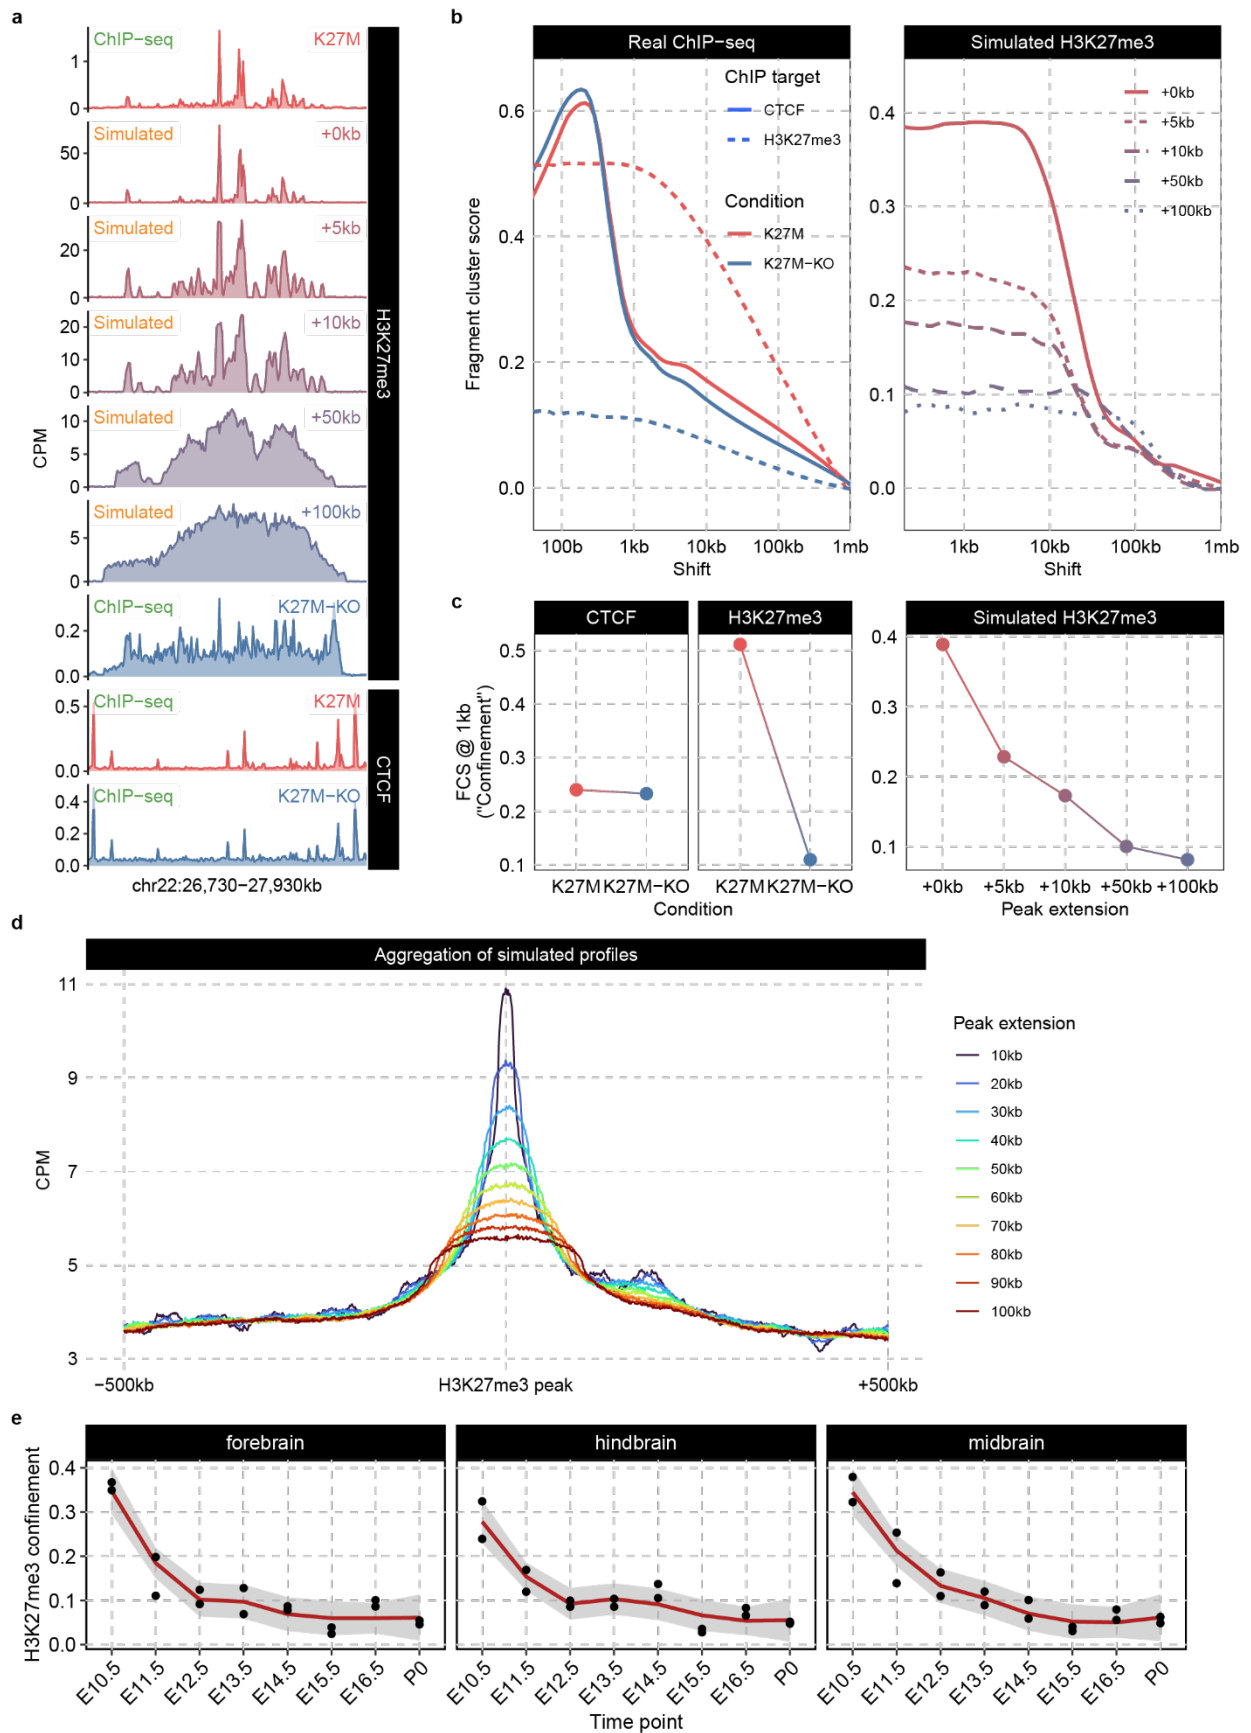 a
ChIP−seq K27M
1
0
Simulated +0kb
50
0
Simulated +5kb
20
0
Simulated +10kb
20
10
0
Simulated +50kb
10
5
0
Simulated +100kb
5
0
ChIP−seq K27M−KO
0.2
0.0
ChIP−seq K27M
0.5
0.0
ChIP−seq K27M−KO
0.4
0.2
0.0
CPM
H3K27me3
CTCF
chr22:26,730−27,930kb
b
Real ChIP−seq
ChIP target
CTCF
H3K27me3
Condition
K27M
K27M−KO
Fragment cluster score
0.6
0.4
0.2
0.0
100b 1kb 10kb 100kb 1mb
Shift
Simulated H3K27me3
+0kb
+5kb
+10kb
+50kb
+100kb
0.4
0.3
0.2
0.1
0.0
1kb 10kb 100kb 1mb
Shift
c
CTCF H3K27me3
FCS @ 1kb
("Confinement")
0.5
0.4
0.3
0.2
0.1
K27M K27M−KO K27M K27M−KO
Condition
Simulated H3K27me3
0.4
0.3
0.2
0.1
+0kb +5kb +10kb +50kb +100kb
Peak extension
d
Aggregation of simulated profiles
CPM
11
9
7
5
3
−500kb H3K27me3 peak +500kb
Peak extension
10kb
20kb
30kb
40kb
50kb
60kb
70kb
80kb
90kb
100kb
e
forebrain hindbrain midbrain
H3K27me3 confinement
0.4
0.3
0.2
0.1
0.0
E10.5 E11.5 E12.5 E13.5 E14.5 E15.5 E16.5 P0
E10.5 E11.5 E12.5 E13.5 E14.5 E15.5 E16.5 P0
E10.5 E11.5 E12.5 E13.5 E14.5 E15.5 E16.5 P0
Time point